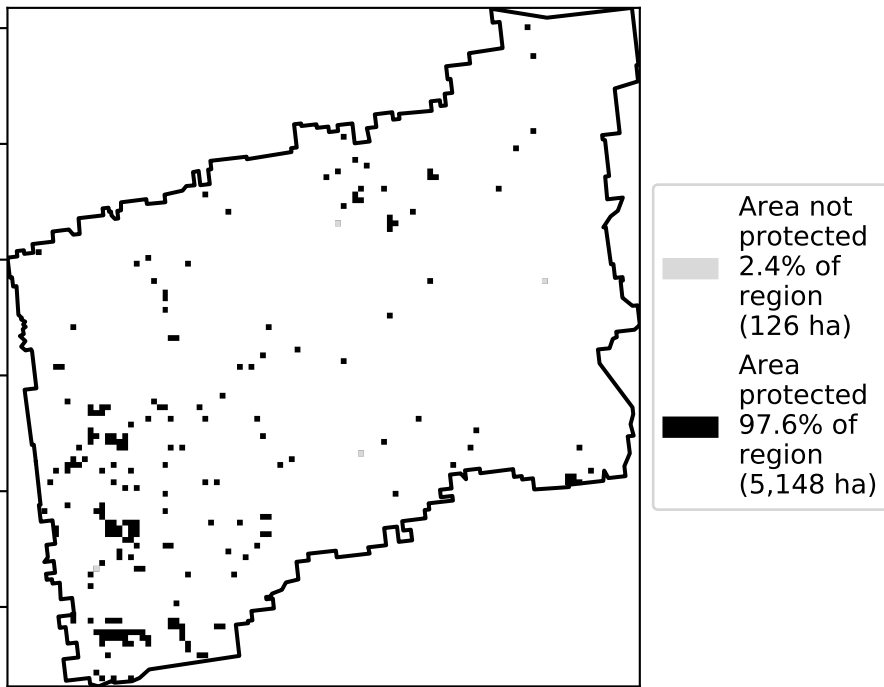 Area not
protected
2.4% of
region
(126 ha)
Area
protected
97.6% of
region
(5,148 ha)